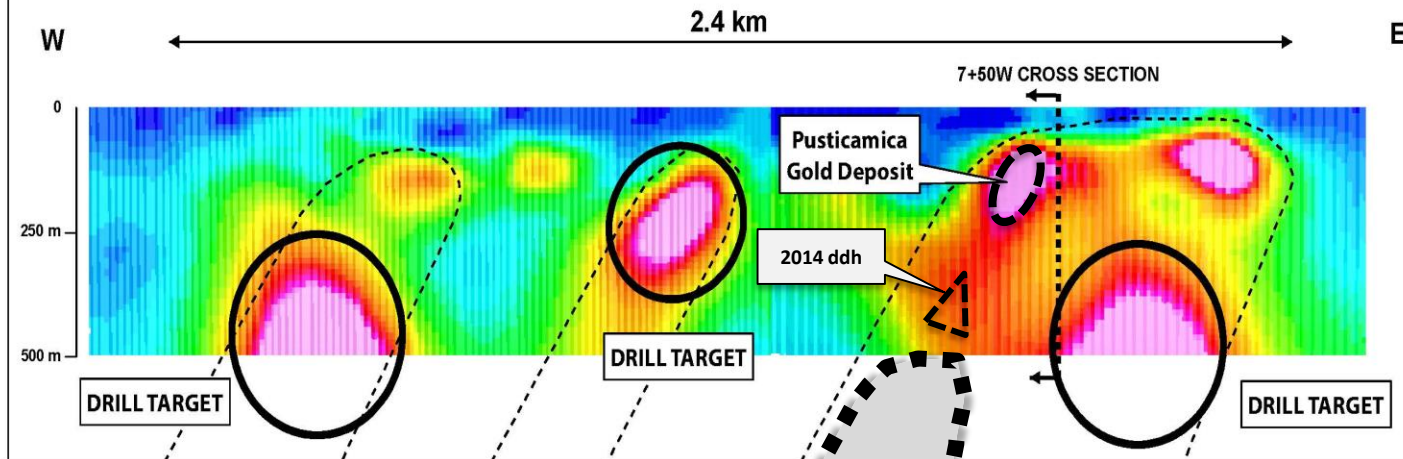 2.4 km
W
E
7+50W CROSS SECTION
0
Pusticamica
Gold Deposit
250 m
2014 ddh
500 m
DRILL TARGET
DRILL TARGET
DRILL TARGET